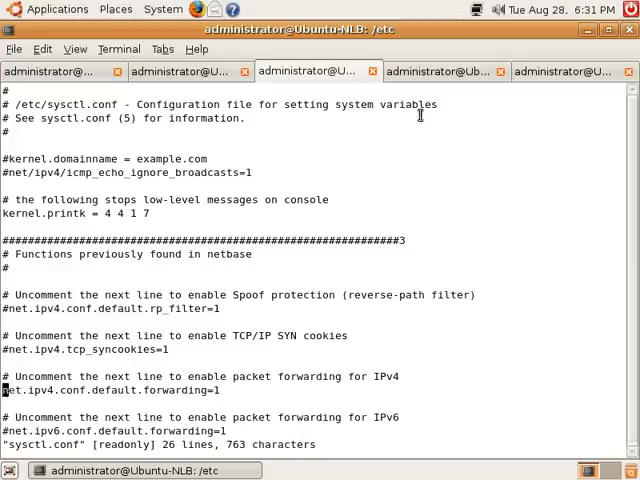 Applications Places System Tue Aug 28, 6:31 PM
administrator@Ubuntu-NLB: /etc
File Edit View Terminal Tabs Help
administrator@... administrator@U... administrator@U... administrator@Ub... administrator@U...
#
# /etc/sysctl.conf - Configuration file for setting system variables
# See sysctl.conf (5) for information.
#
#kernel.domainname = example.com
#net/ipv4/icmp_echo_ignore_broadcasts=1
# the following stops low-level messages on console
kernel.printk = 4 4 1 7
##############################################################3
# Functions previously found in netbase
#
# Uncomment the next line to enable Spoof protection (reverse-path filter)
#net.ipv4.conf.default.rp_filter=1
# Uncomment the next line to enable TCP/IP SYN cookies
#net.ipv4.tcp_syncookies=1
# Uncomment the next line to enable packet forwarding for IPv4
net.ipv4.conf.default.forwarding=1
# Uncomment the next line to enable packet forwarding for IPv6
#net.ipv6.conf.default.forwarding=1
"sysctl.conf" [readonly] 26 lines, 763 characters
administrator@Ubuntu-NLB: /etc